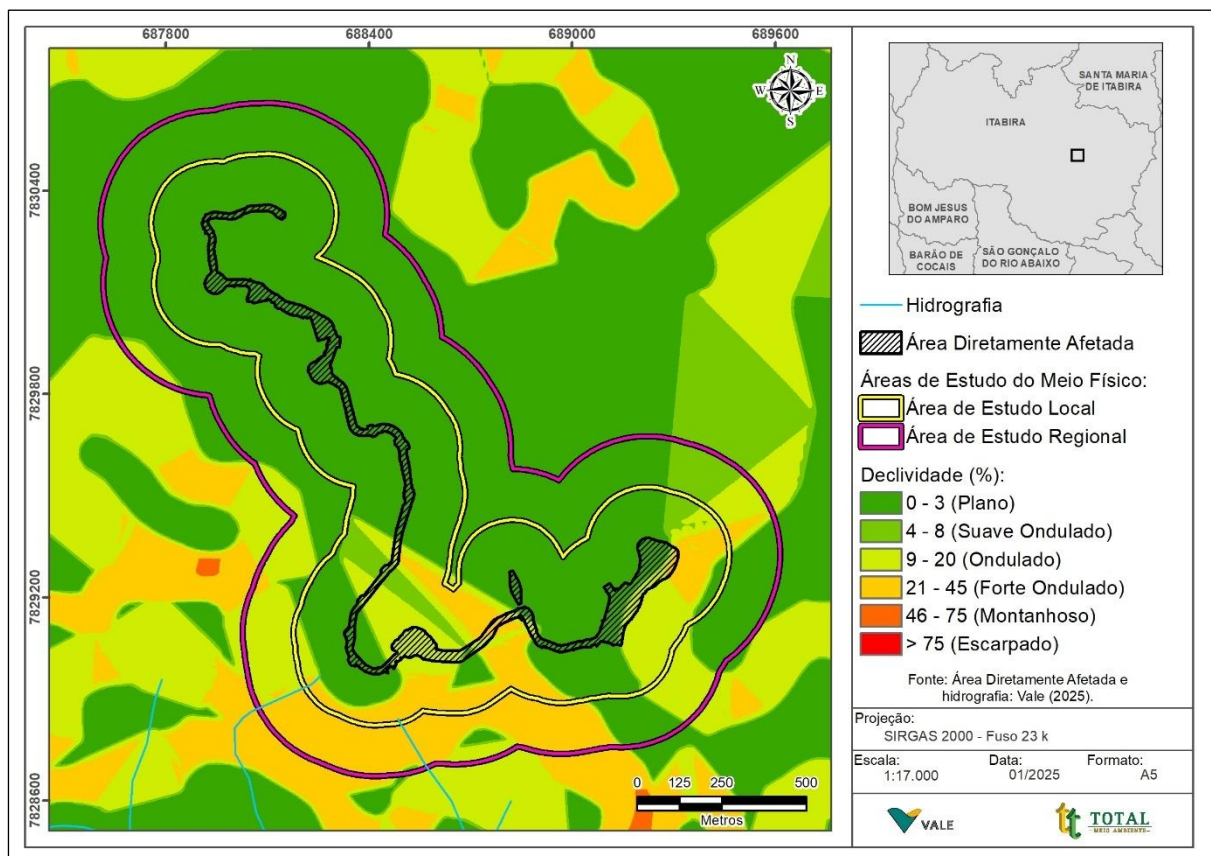 687800
688400
689000
689600
7830400
7829800
7829200
7828600
N
W
E
S
0
125
250
500
Metros
SANTA MARIA
DE ITABIRA
ITABIRA
BOM JESUS
DO AMPARO
BARÃO DE
COCAIS
SÃO GONÇALO
DO RIO ABAIXO
Hidrografia
Área Diretamente Afetada
Áreas de Estudo do Meio Físico:
Área de Estudo Local
Área de Estudo Regional
Declividade (%):
0 - 3 (Plano)
4 - 8 (Suave Ondulado)
9 - 20 (Ondulado)
21 - 45 (Forte Ondulado)
46 - 75 (Montanhoso)
> 75 (Escarpado)
Fonte: Área Diretamente Afetada e
hidrografia: Vale (2025).
Projeção:
SIRGAS 2000 - Fuso 23 k
Escala:
1:17.000
Data:
01/2025
Formato:
A5
VALE
tt TOTAL
MEIO AMBIENTE